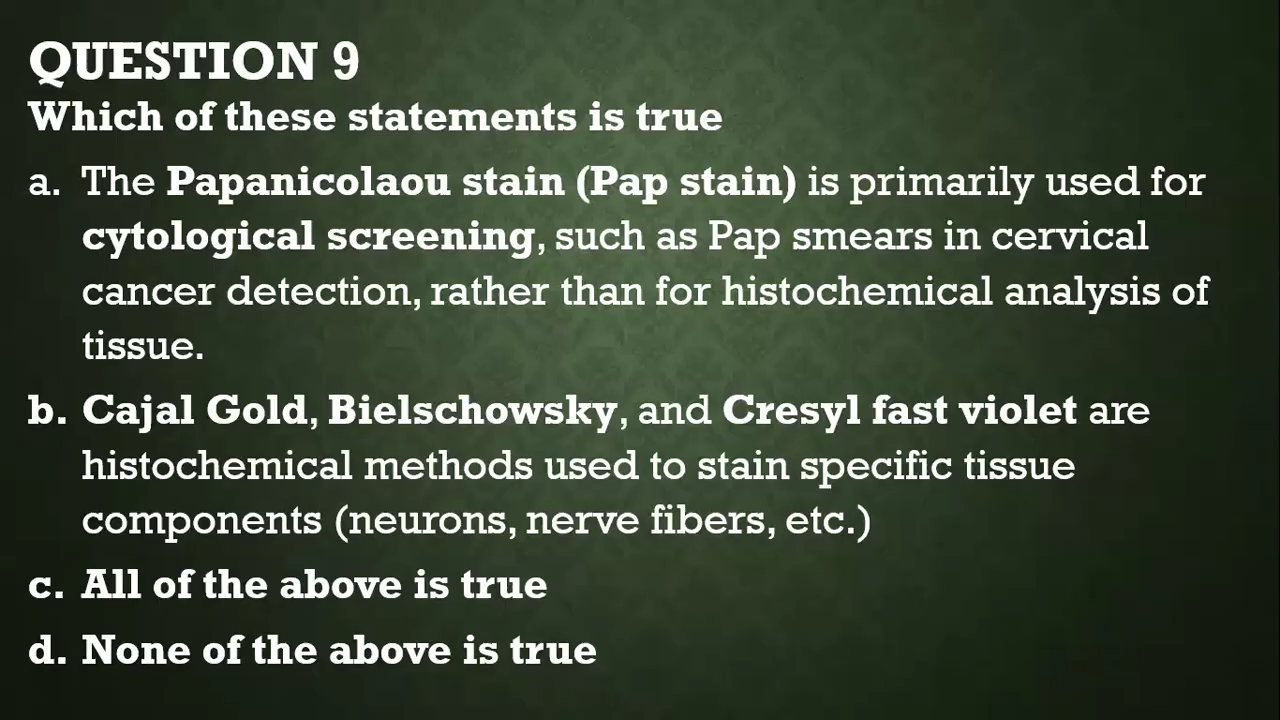 QUESTION 9
Which of these statements is true
a. The Papanicolaou stain (Pap stain) is primarily used for
cytological screening, such as Pap smears in cervical
cancer detection, rather than for histochemical analysis of
tissue.
b. Cajal Gold, Bielschowsky, and Cresyl fast violet are
histochemical methods used to stain specific tissue
components (neurons, nerve fibers, etc.)
c. All of the above is true
d. None of the above is true